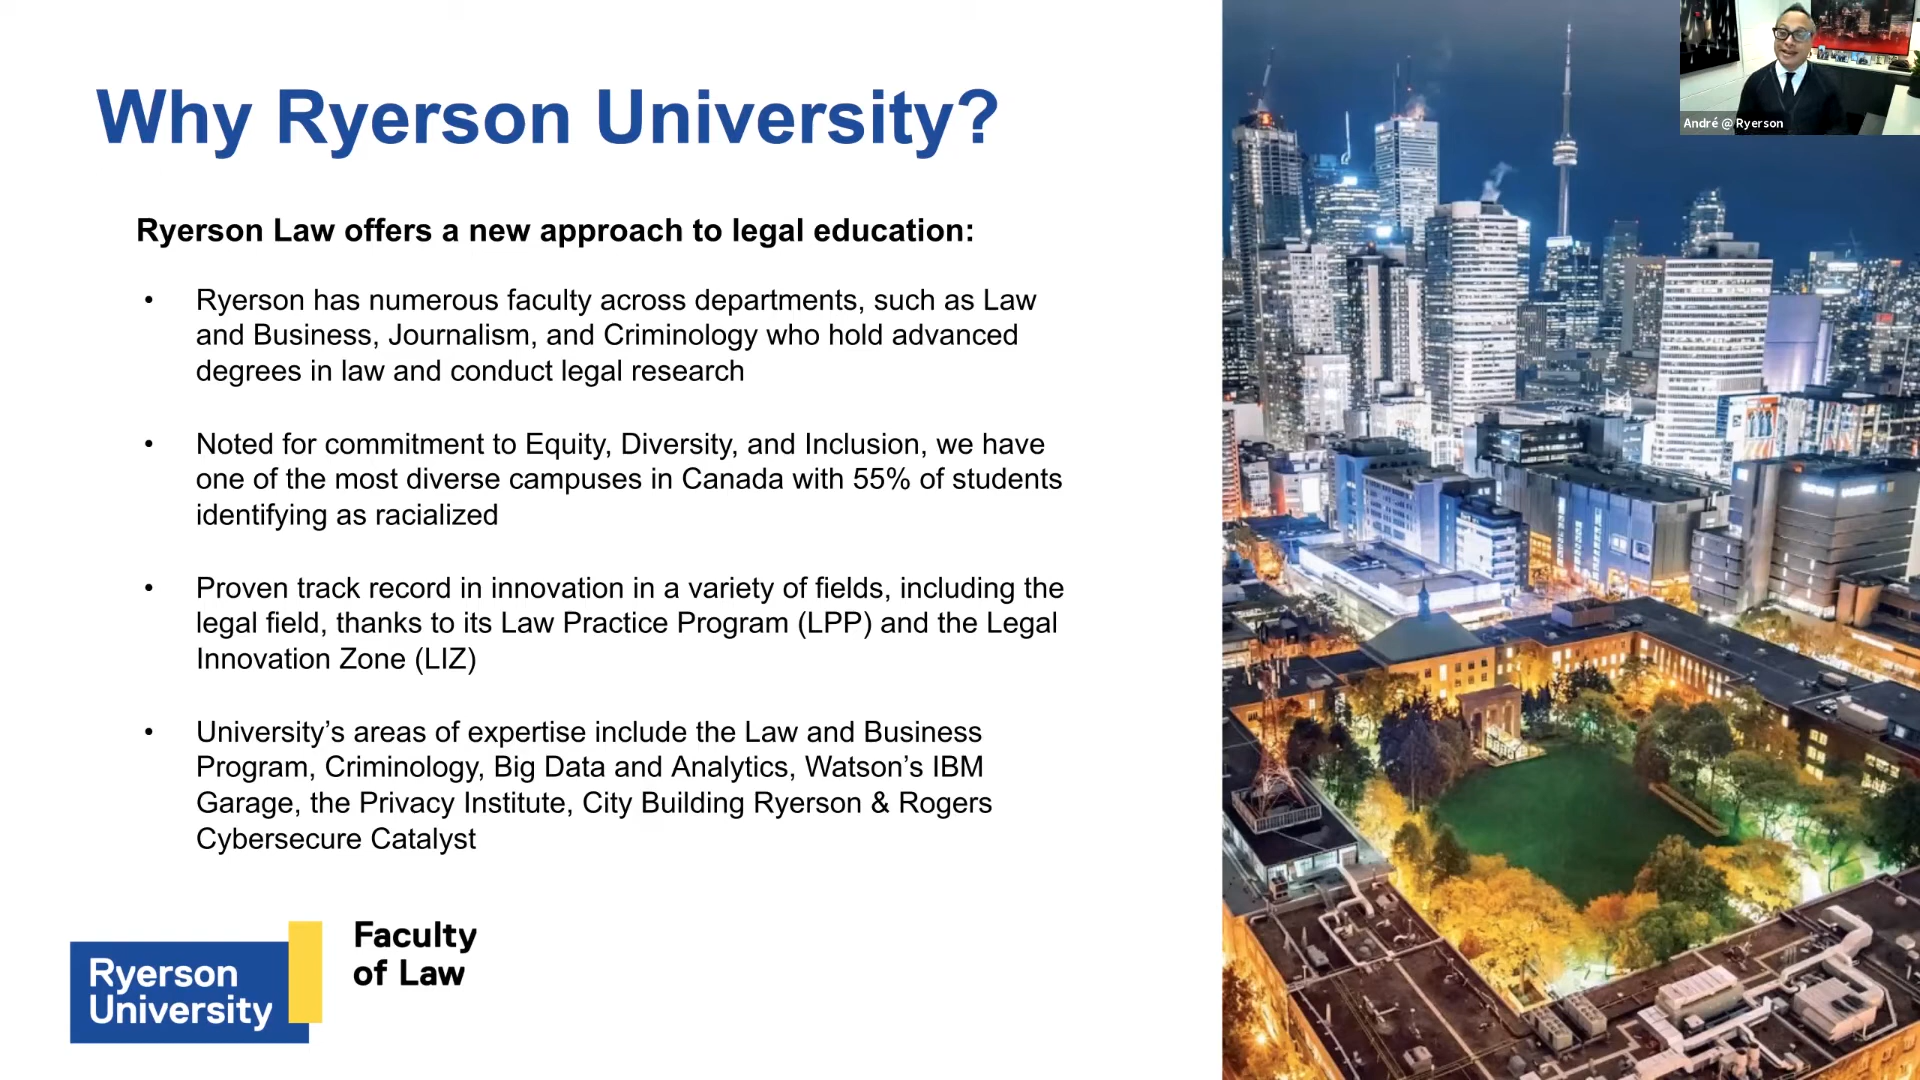 Why Ryerson University?
André @ Ryerson
Ryerson Law offers a new approach to legal education:
• Ryerson has numerous faculty across departments, such as Law
and Business, Journalism, and Criminology who hold advanced
degrees in law and conduct legal research
• Noted for commitment to Equity, Diversity, and Inclusion, we have
one of the most diverse campuses in Canada with 55% of students
identifying as racialized
• Proven track record in innovation in a variety of fields, including the
legal field, thanks to its Law Practice Program (LPP) and the Legal
Innovation Zone (LIZ)
• University’s areas of expertise include the Law and Business
Program, Criminology, Big Data and Analytics, Watson’s IBM
Garage, the Privacy Institute, City Building Ryerson & Rogers
Cybersecure Catalyst
Ryerson
University
Faculty
of Law